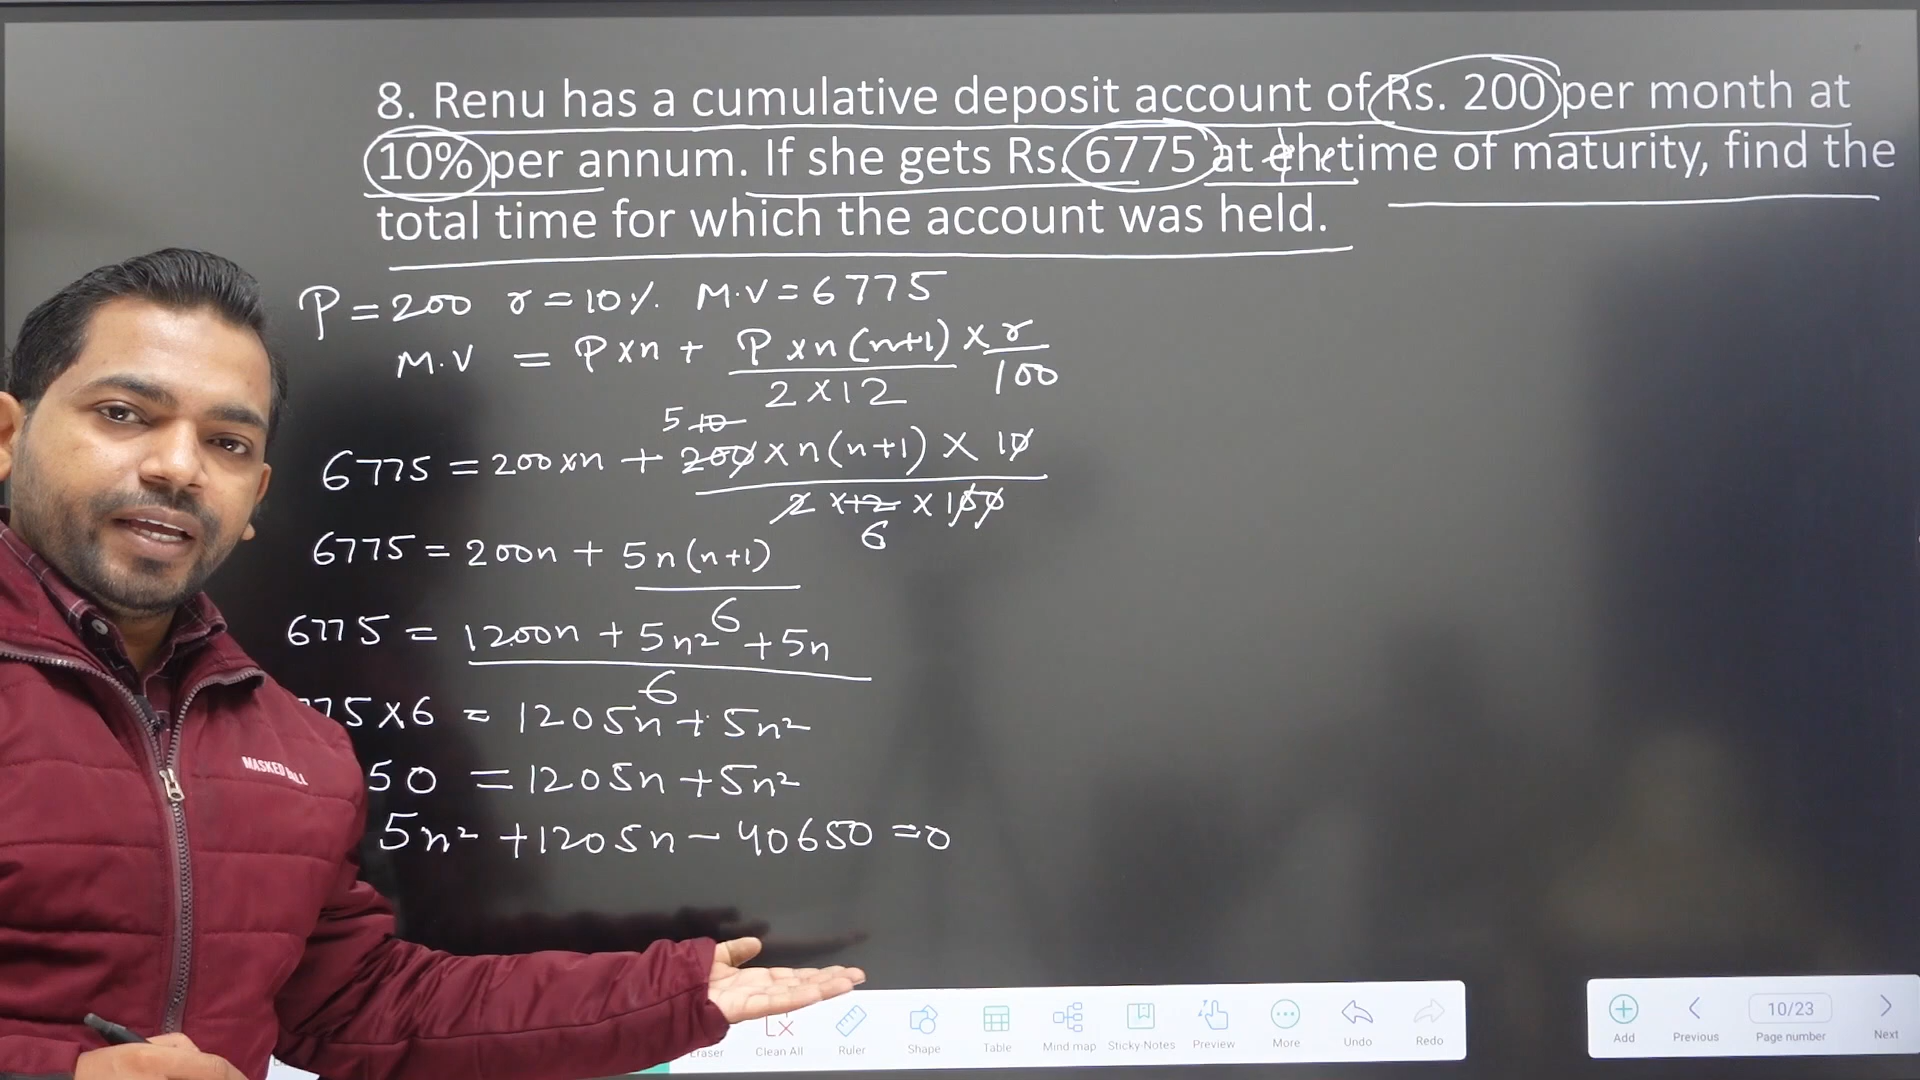 8. Renu has a cumulative deposit account of Rs. 200 per month at
10% per annum. If she gets Rs. 6775 at the time of maturity, find the
total time for which the account was held.
P = 200 r = 10% M.V = 6775
M.V = P×n + P×n(n+1)/2×12 × r/100
5 10
6775 = 200×n + 200×n(n+1)×10/2×12×100
6
6775 = 200n + 5n(n+1)/6
6775 = 1200n + 5n² + 5n/6
75×6 = 1205n + 5n²
50 = 1205n + 5n²
5n² + 1205n - 40650 = 0
MASKED
Eraser Clean All Ruler Shape Table Mind map Sticky Notes Preview More Undo Redo
Add Previous 10/23 Page number Next